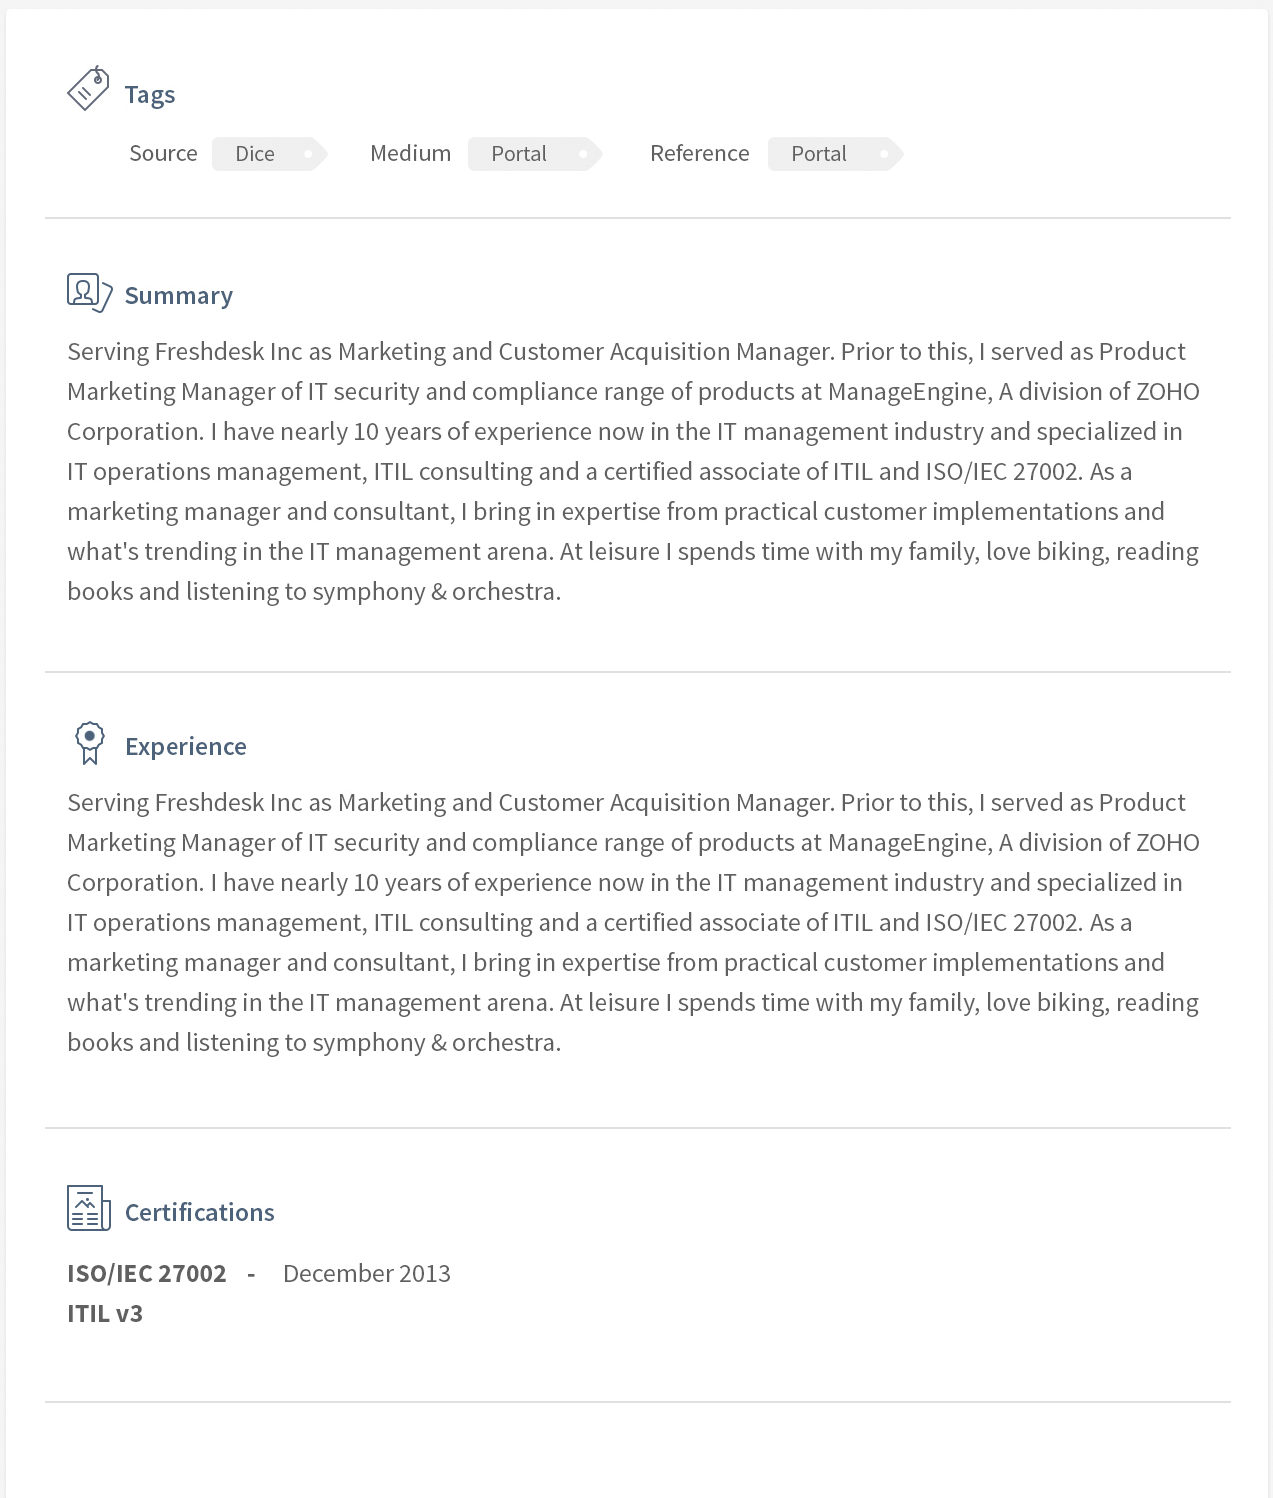 Tags
Source Dice Medium Portal Reference Portal
Summary
Serving Freshdesk Inc as Marketing and Customer Acquisition Manager. Prior to this, I served as Product
Marketing Manager of IT security and compliance range of products at ManageEngine, A division of ZOHO
Corporation. I have nearly 10 years of experience now in the IT management industry and specialized in
IT operations management, ITIL consulting and a certified associate of ITIL and ISO/IEC 27002. As a
marketing manager and consultant, I bring in expertise from practical customer implementations and
what's trending in the IT management arena. At leisure I spends time with my family, love biking, reading
books and listening to symphony & orchestra.
Experience
Serving Freshdesk Inc as Marketing and Customer Acquisition Manager. Prior to this, I served as Product
Marketing Manager of IT security and compliance range of products at ManageEngine, A division of ZOHO
Corporation. I have nearly 10 years of experience now in the IT management industry and specialized in
IT operations management, ITIL consulting and a certified associate of ITIL and ISO/IEC 27002. As a
marketing manager and consultant, I bring in expertise from practical customer implementations and
what's trending in the IT management arena. At leisure I spends time with my family, love biking, reading
books and listening to symphony & orchestra.
Certifications
ISO/IEC 27002 - December 2013
ITIL v3